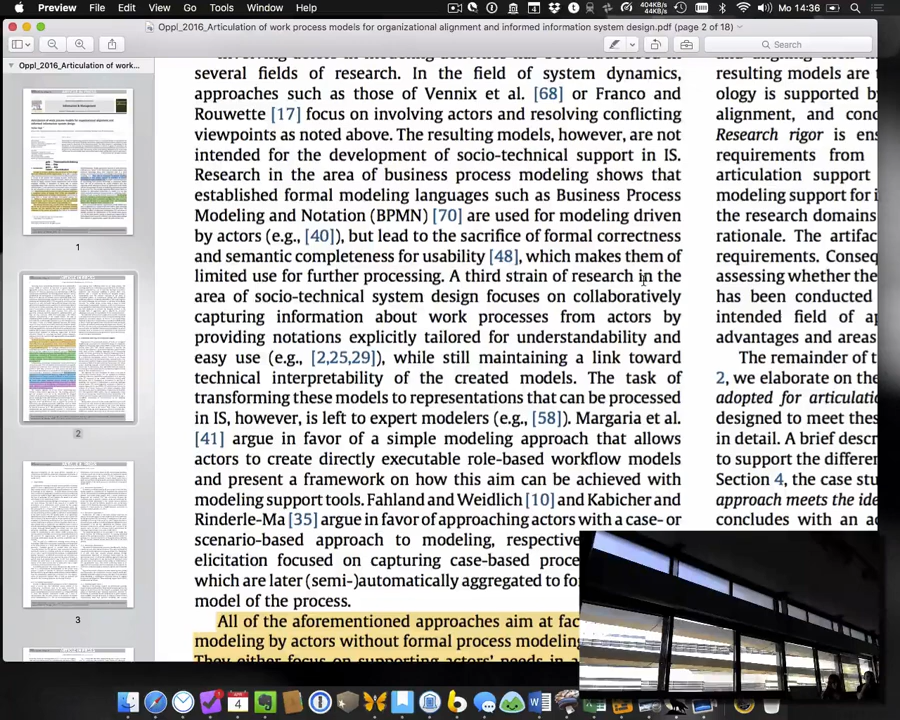 Preview File Edit View Go Tools Window Help 404KB/s 44KB/s Mo 14:36
Oppl_2016_Articulation of work process models for organizational alignment and informed information system design.pdf (page 2 of 18)
Search
Oppl_2016_Articulation of work...
1
2
3
several fields of research. In the field of system dynamics,
approaches such as those of Vennix et al. [68] or Franco and
Rouwette [17] focus on involving actors and resolving conflicting
viewpoints as noted above. The resulting models, however, are not
intended for the development of socio-technical support in IS.
Research in the area of business process modeling shows that
established formal modeling languages such as Business Process
Modeling and Notation (BPMN) [70] are used for modeling driven
by actors (e.g., [40]), but lead to the sacrifice of formal correctness
and semantic completeness for usability [48], which makes them of
limited use for further processing. A third strain of research in the
area of socio-technical system design focuses on collaboratively
capturing information about work processes from actors by
providing notations explicitly tailored for understandability and
easy use (e.g., [2,25,29]), while still maintaining a link toward
technical interpretability of the created models. The task of
transforming these models to representations that can be processed
in IS, however, is left to expert modelers (e.g., [58]). Margaria et al.
[41] argue in favor of a simple modeling approach that allows
actors to create directly executable role-based workflow models
and present a framework on how this aim can be achieved with
modeling support tools. Fahland and Weidlich [10] and Kabicher and
Rinderle-Ma [35] argue in favor of approaching actors with a case- or
scenario-based approach to modeling, respective
elicitation focused on capturing case-based proce
which are later (semi-)automatically aggregated to fo
model of the process.
All of the aforementioned approaches aim at fac
modeling by actors without formal process modeling
They either focus on supporting actors' needs in a
resulting models are
ology is supported b
alignment, and conc
Research rigor is ens
requirements from
articulation support
modeling support for i
the research domains
rationale. The artifac
requirements. Conseq
assessing whether the
has been conducted
intended field of ap
advantages and areas
The remainder of t
2, we elaborate on the
adopted for articulatio
designed to meet thes
in detail. A brief descr
to support the differen
Section 4, the case stu
approach meets the ide
concludes with an ac